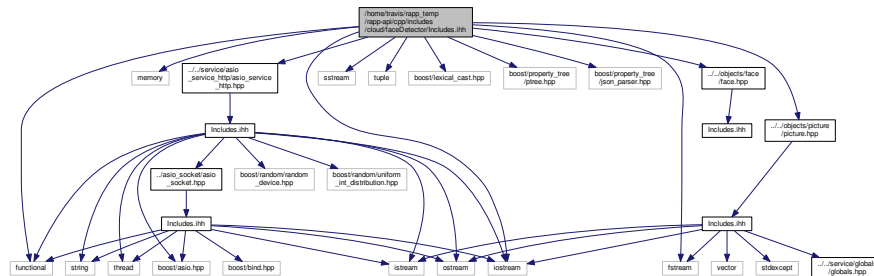 /home/travis/rapp_temp
/rapp-api/cpp/includes
/cloud/faceDetector/Includes.ihh
memory
../../service/asio
_service_http/asio_service
_http.hpp
sstream
tuple
boost/lexical_cast.hpp
boost/property_tree
/ptree.hpp
boost/property_tree
/json_parser.hpp
../../objects/face
/face.hpp
Includes.ihh
Includes.ihh
../../objects/picture
/picture.hpp
../asio_socket/asio
_socket.hpp
boost/random/random
_device.hpp
boost/random/uniform
_int_distribution.hpp
Includes.ihh
Includes.ihh
functional
string
thread
boost/asio.hpp
boost/bind.hpp
istream
ostream
iostream
fstream
vector
stdexcept
../../service/globals
/globals.hpp